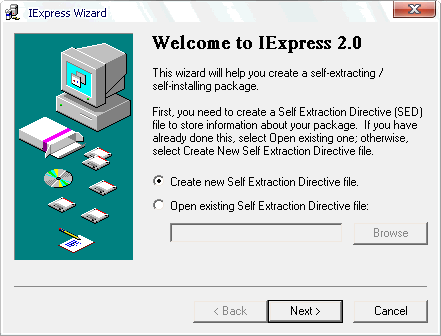 IExpress Wizard
Welcome to IExpress 2.0
This wizard will help you create a self-extracting /
self-installing package.
First, you need to create a Self Extraction Directive (SED)
file to store information about your package.  If you have
already done this, select Open existing one; otherwise,
select Create New Self Extraction Directive file.
Create new Self Extraction Directive file.
Open existing Self Extraction Directive file:
Browse
< Back
Next >
Cancel